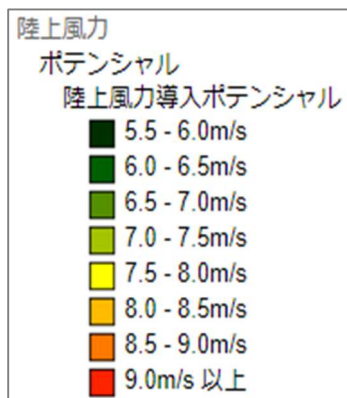 陸上風力
ポテンシャル
陸上風力導入ポテンシャル
5.5 - 6.0m/s
6.0 - 6.5m/s
6.5 - 7.0m/s
7.0 - 7.5m/s
7.5 - 8.0m/s
8.0 - 8.5m/s
8.5 - 9.0m/s
9.0m/s 以上